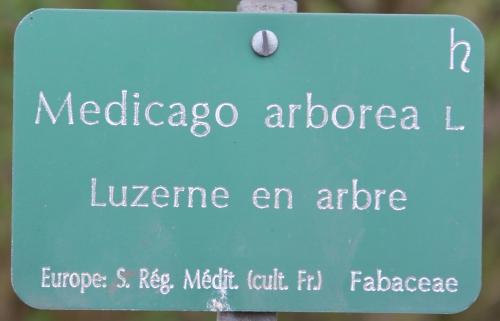 ♄
Medicago arborea L.
Luzerne en arbre
Europe: S. Rég. Médit. (cult. Fr.) Fabaceae